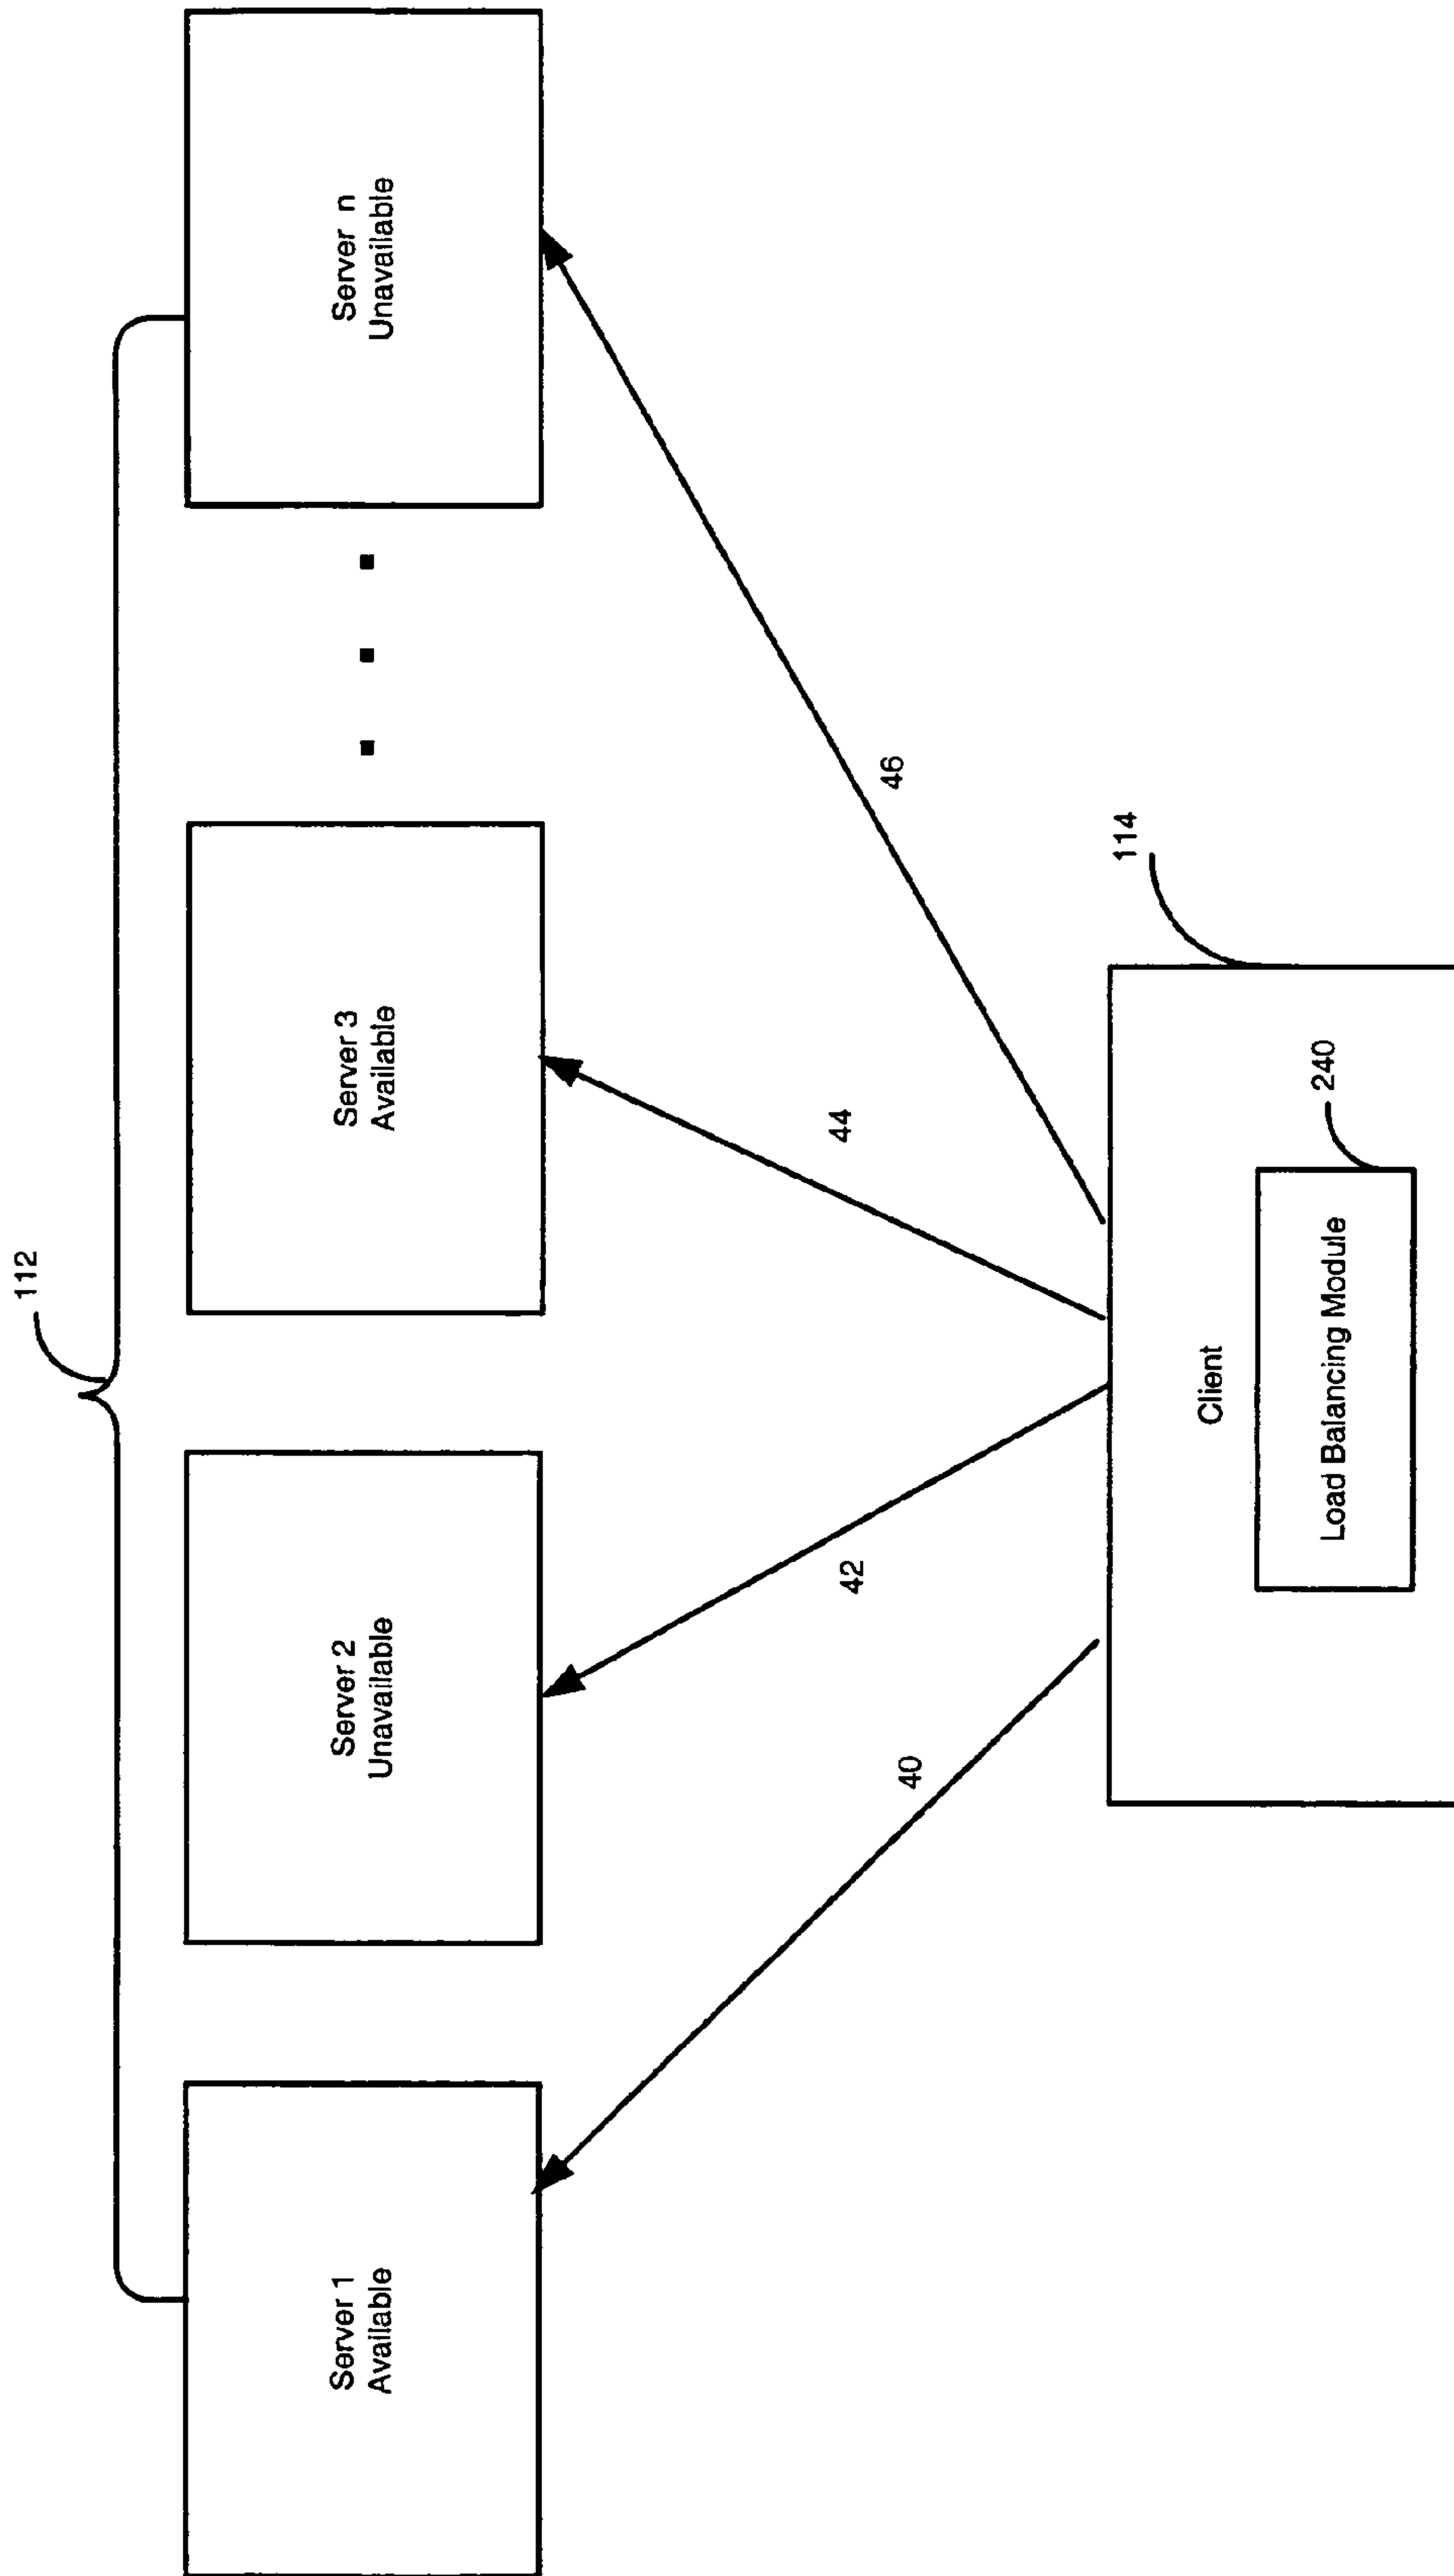 112
Server 1
Available
Server 2
Unavailable
Server 3
Available
Server n
Unavailable
40
42
44
46
114
Client
240
Load Balancing Module